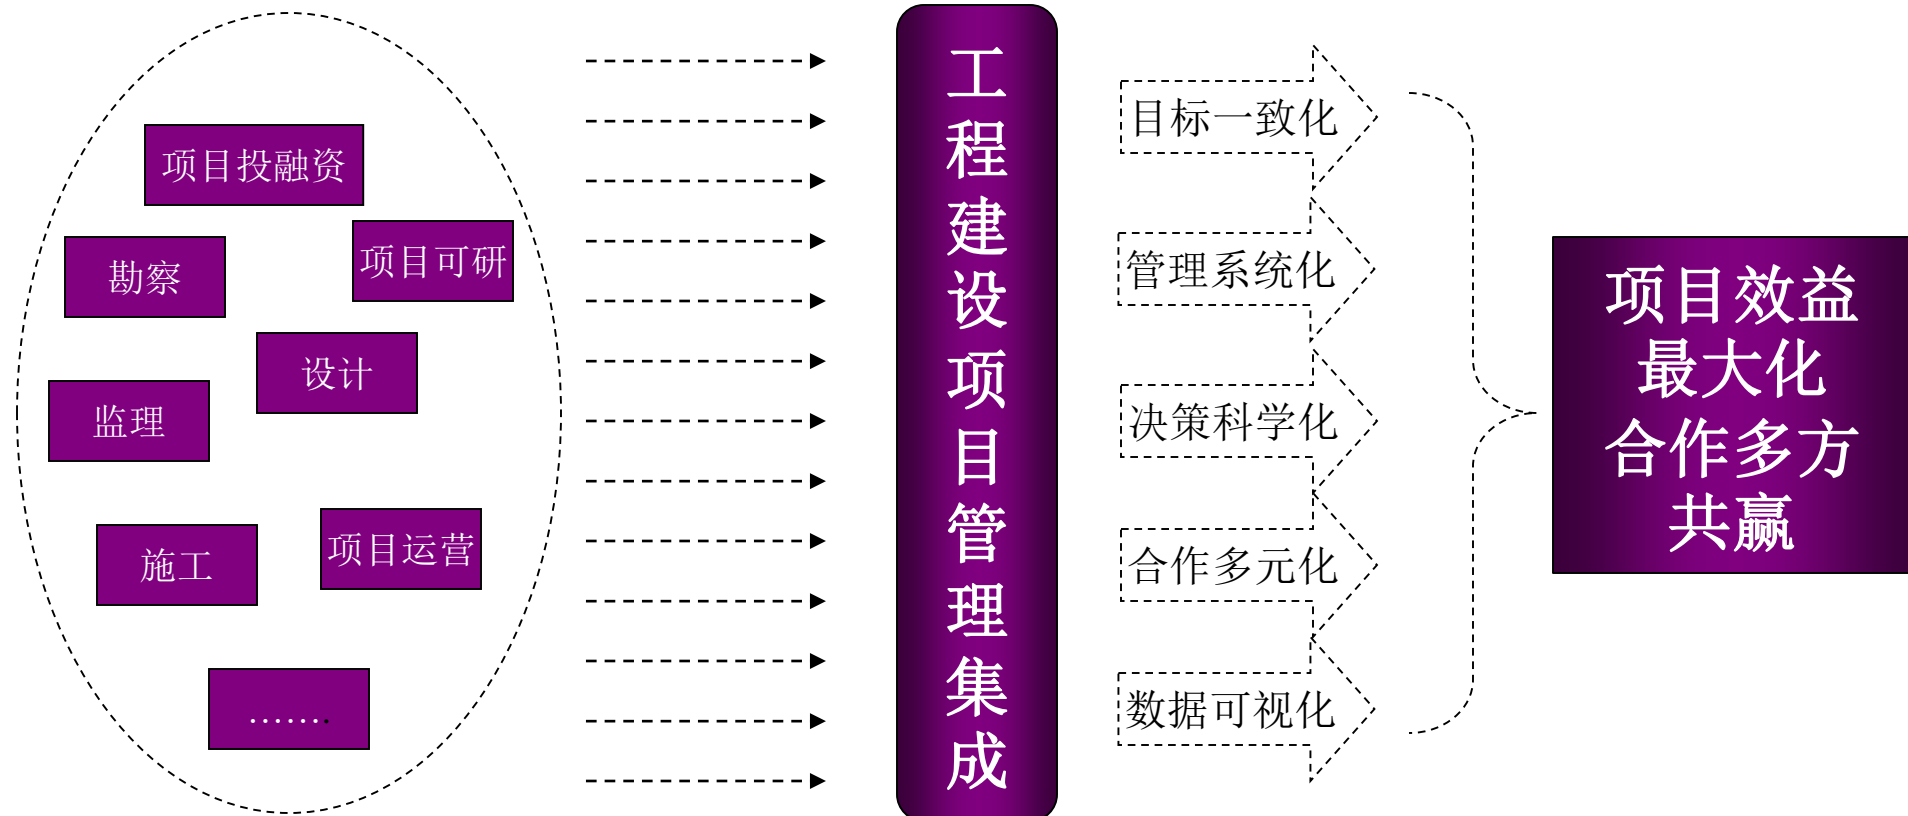 项目投融资
项目可研
勘察
设计
监理
项目运营
施工
…….
工程建设项目管理集成
目标一致化
管理系统化
决策科学化
合作多元化
数据可视化
项目效益
最大化
合作多方
共赢